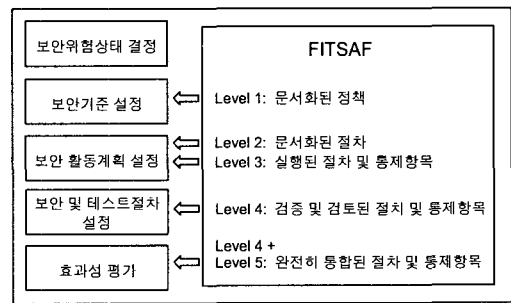 보안위험상태 결정
FITSAF
보안기준 설정
Level 1: 문서화된 정책
보안 활동계획 설정
Level 2: 문서화된 절차
Level 3: 실행된 절차 및 통제항목
보안 및 테스트절차
설정
Level 4: 검증 및 검토된 절치 및 통제항목
효과성 평가
Level 4 +
Level 5: 완전히 통합된 절차 및 통제항목